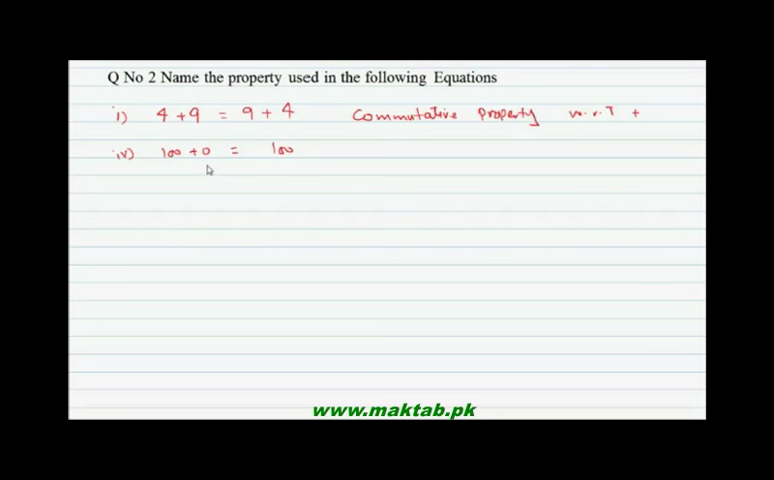 Q No 2 Name the property used in the following Equations
i) 4 + 9 = 9 + 4 Commutative Property w.r.T +
iv) 100 + 0 = 100
www.maktab.pk